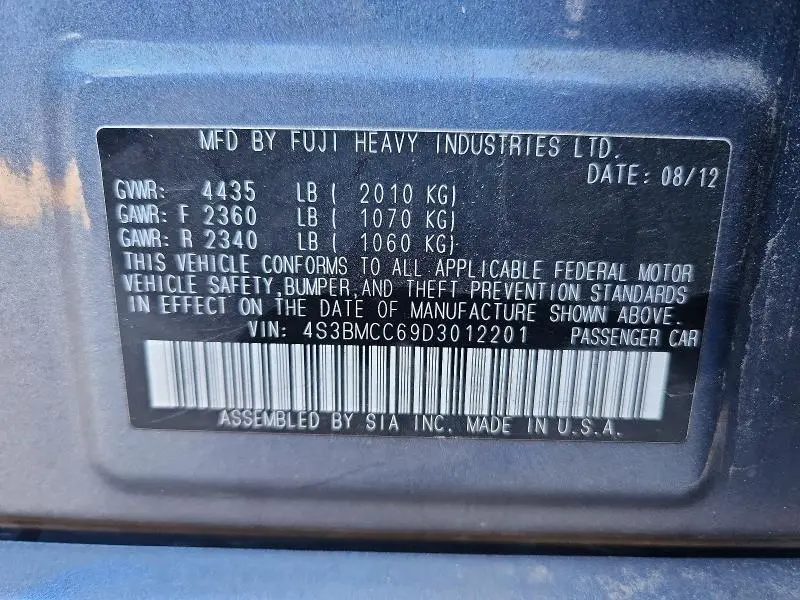 MFD BY FUJI HEAVY INDUSTRIES LTD.
DATE: 08/12
GVWR: 4435 LB ( 2010 KG)
GAWR: F 2360 LB ( 1070 KG)
GAWR: R 2340 LB ( 1060 KG)
THIS VEHICLE CONFORMS TO ALL APPLICABLE FEDERAL MOTOR
VEHICLE SAFETY, BUMPER, AND THEFT PREVENTION STANDARDS
IN EFFECT ON THE DATE OF MANUFACTURE SHOWN ABOVE.
VIN: 4S3BMCC69D3012201 PASSENGER CAR
ASSEMBLED BY SIA INC. MADE IN U.S.A.